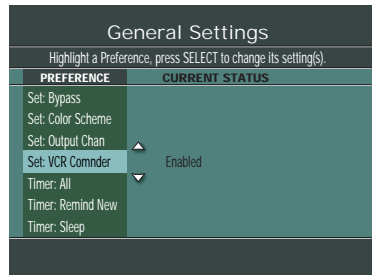 General Settings
Highlight a Preference, press SELECT to change its setting(s).
PREFERENCE CURRENT STATUS
Set: Bypass
Set: Color Scheme
Set: Output Chan
Set: VCR Comnder Enabled
Timer: All
Timer: Remind New
Timer: Sleep